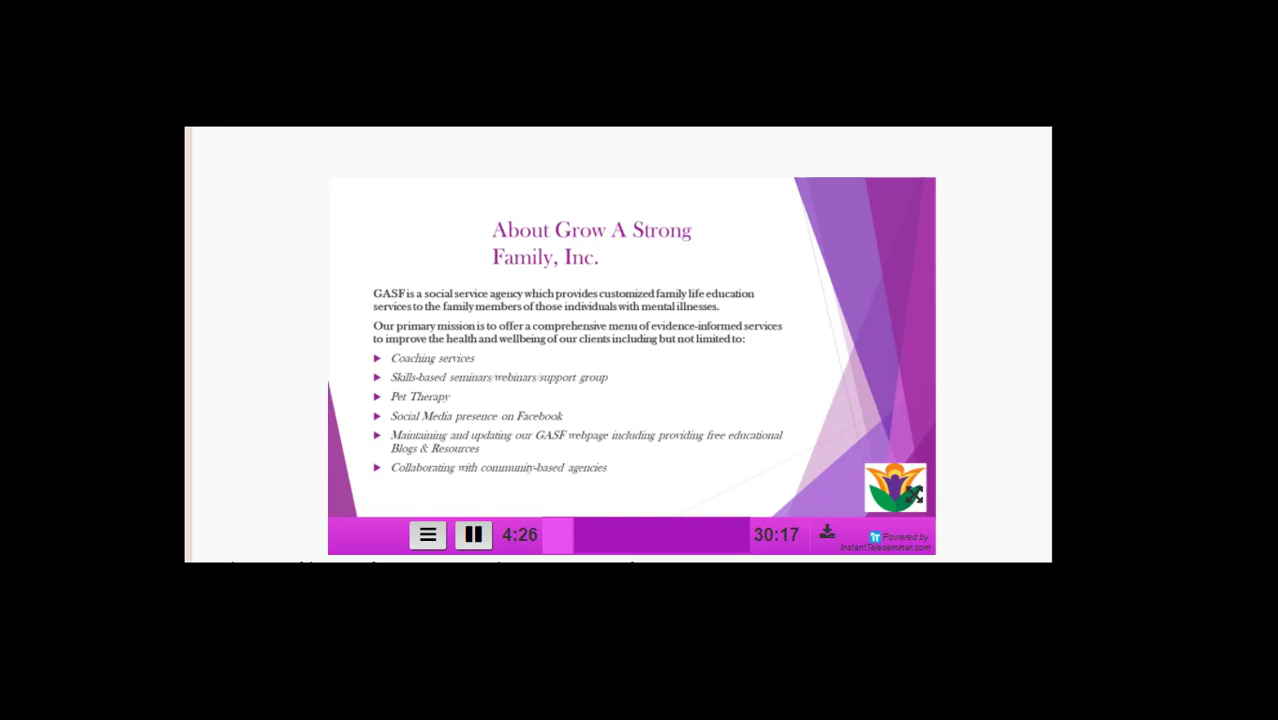 About Grow A Strong
Family, Inc.
GASF is a social service agency which provides customized family life education
services to the family members of those individuals with mental illnesses.
Our primary mission is to offer a comprehensive menu of evidence-informed services
to improve the health and wellbeing of our clients including but not limited to:
Coaching services
Skills-based seminars/webinars/support group
Pet Therapy
Social Media presence on Facebook
Maintaining and updating our GASF webpage including providing free educational
Blogs & Resources
Collaborating with community-based agencies
4:26
30:17
Powered by
InstantTeleseminar.com